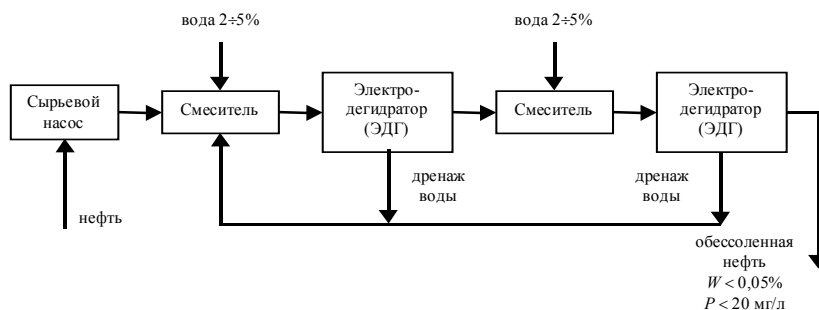 вода 2÷5%
вода 2÷5%
Сырьевой
насос
Смеситель
Электро-
дегидратор
(ЭДГ)
Смеситель
Электро-
дегидратор
(ЭДГ)
нефть
дренаж
воды
дренаж
воды
обессоленная
нефть
W < 0,05%
P < 20 мг/л